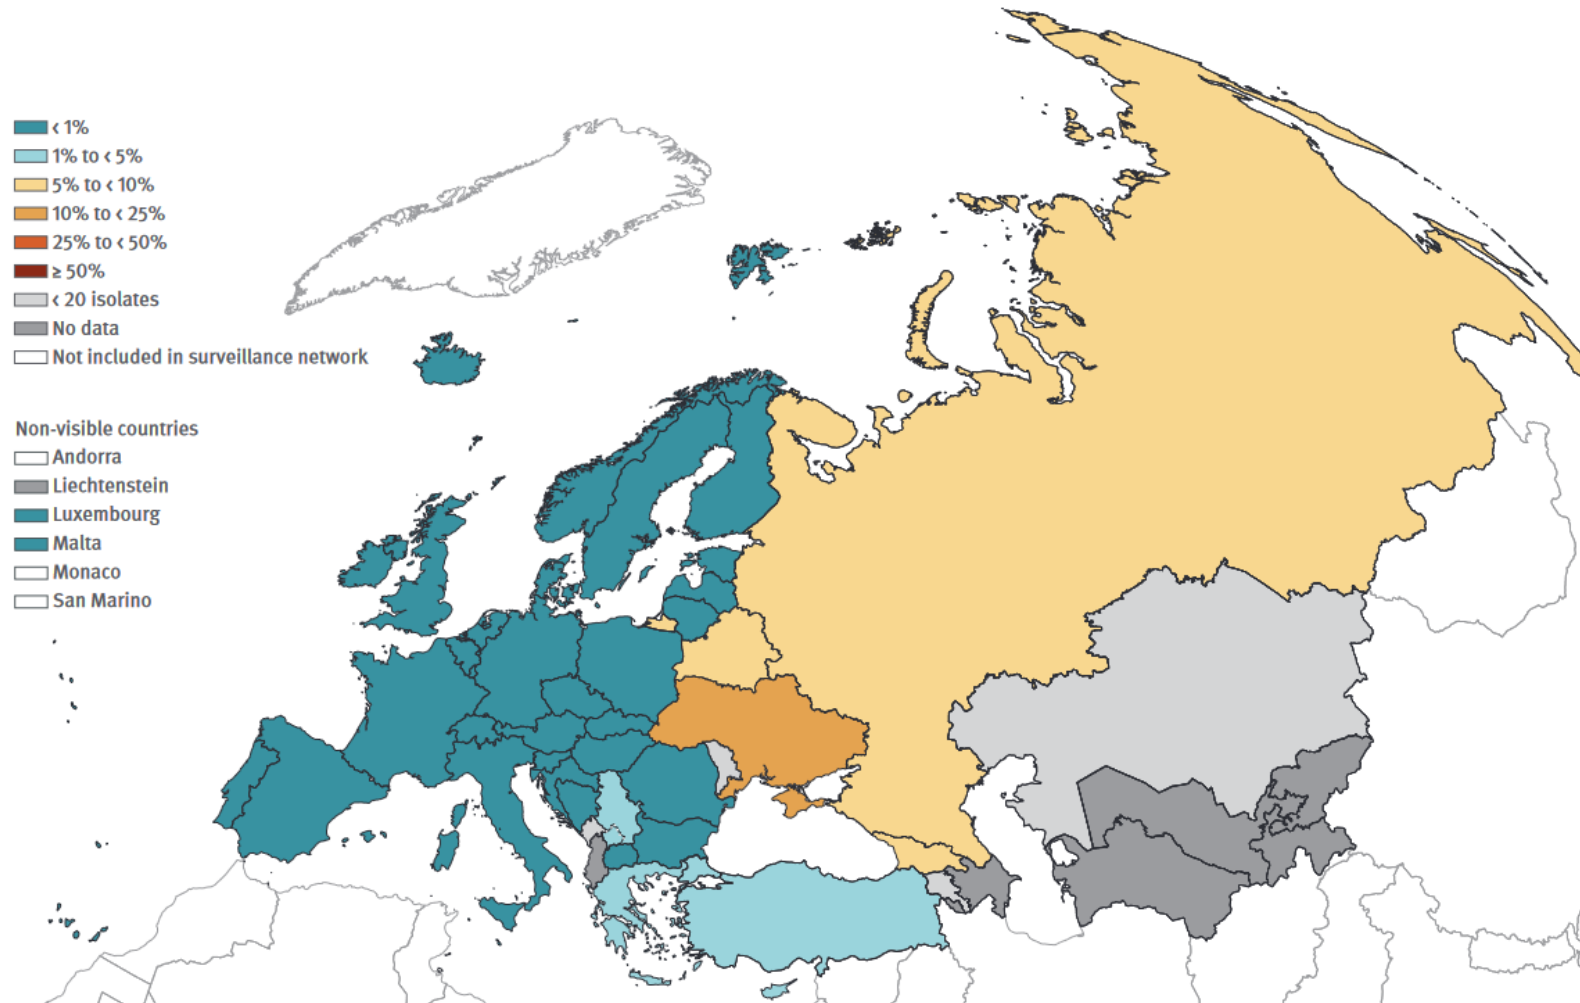 < 1%
1% to < 5%
5% to < 10%
10% to < 25%
25% to < 50%
≥ 50%
< 20 isolates
No data
Not included in surveillance network
Non-visible countries
Andorra
Liechtenstein
Luxembourg
Malta
Monaco
San Marino